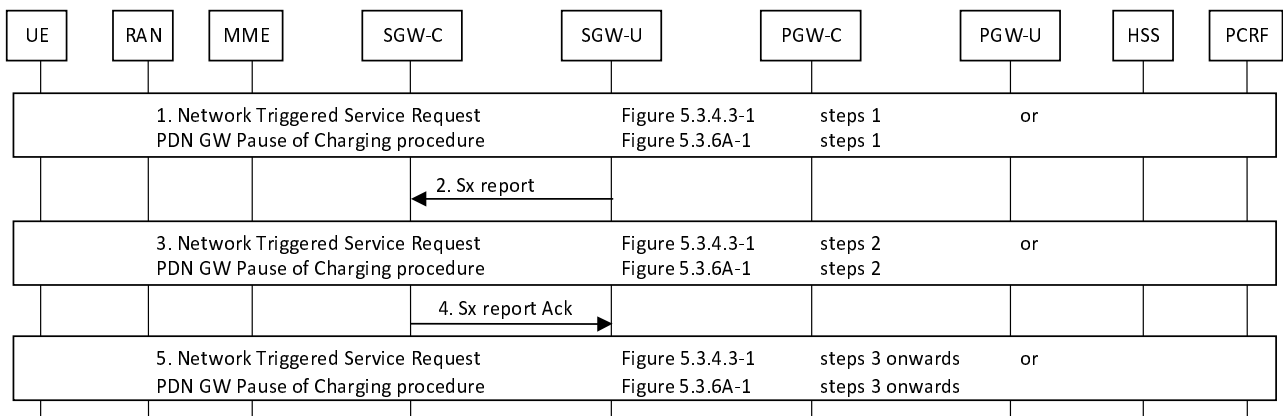 UE RAN MME SGW-C SGW-U PGW-C PGW-U HSS PCRF
1. Network Triggered Service Request Figure 5.3.4.3-1 steps 1 or
PDN GW Pause of Charging procedure Figure 5.3.6A-1 steps 1
2. Sx report
3. Network Triggered Service Request Figure 5.3.4.3-1 steps 2 or
PDN GW Pause of Charging procedure Figure 5.3.6A-1 steps 2
4. Sx report Ack
5. Network Triggered Service Request Figure 5.3.4.3-1 steps 3 onwards or
PDN GW Pause of Charging procedure Figure 5.3.6A-1 steps 3 onwards